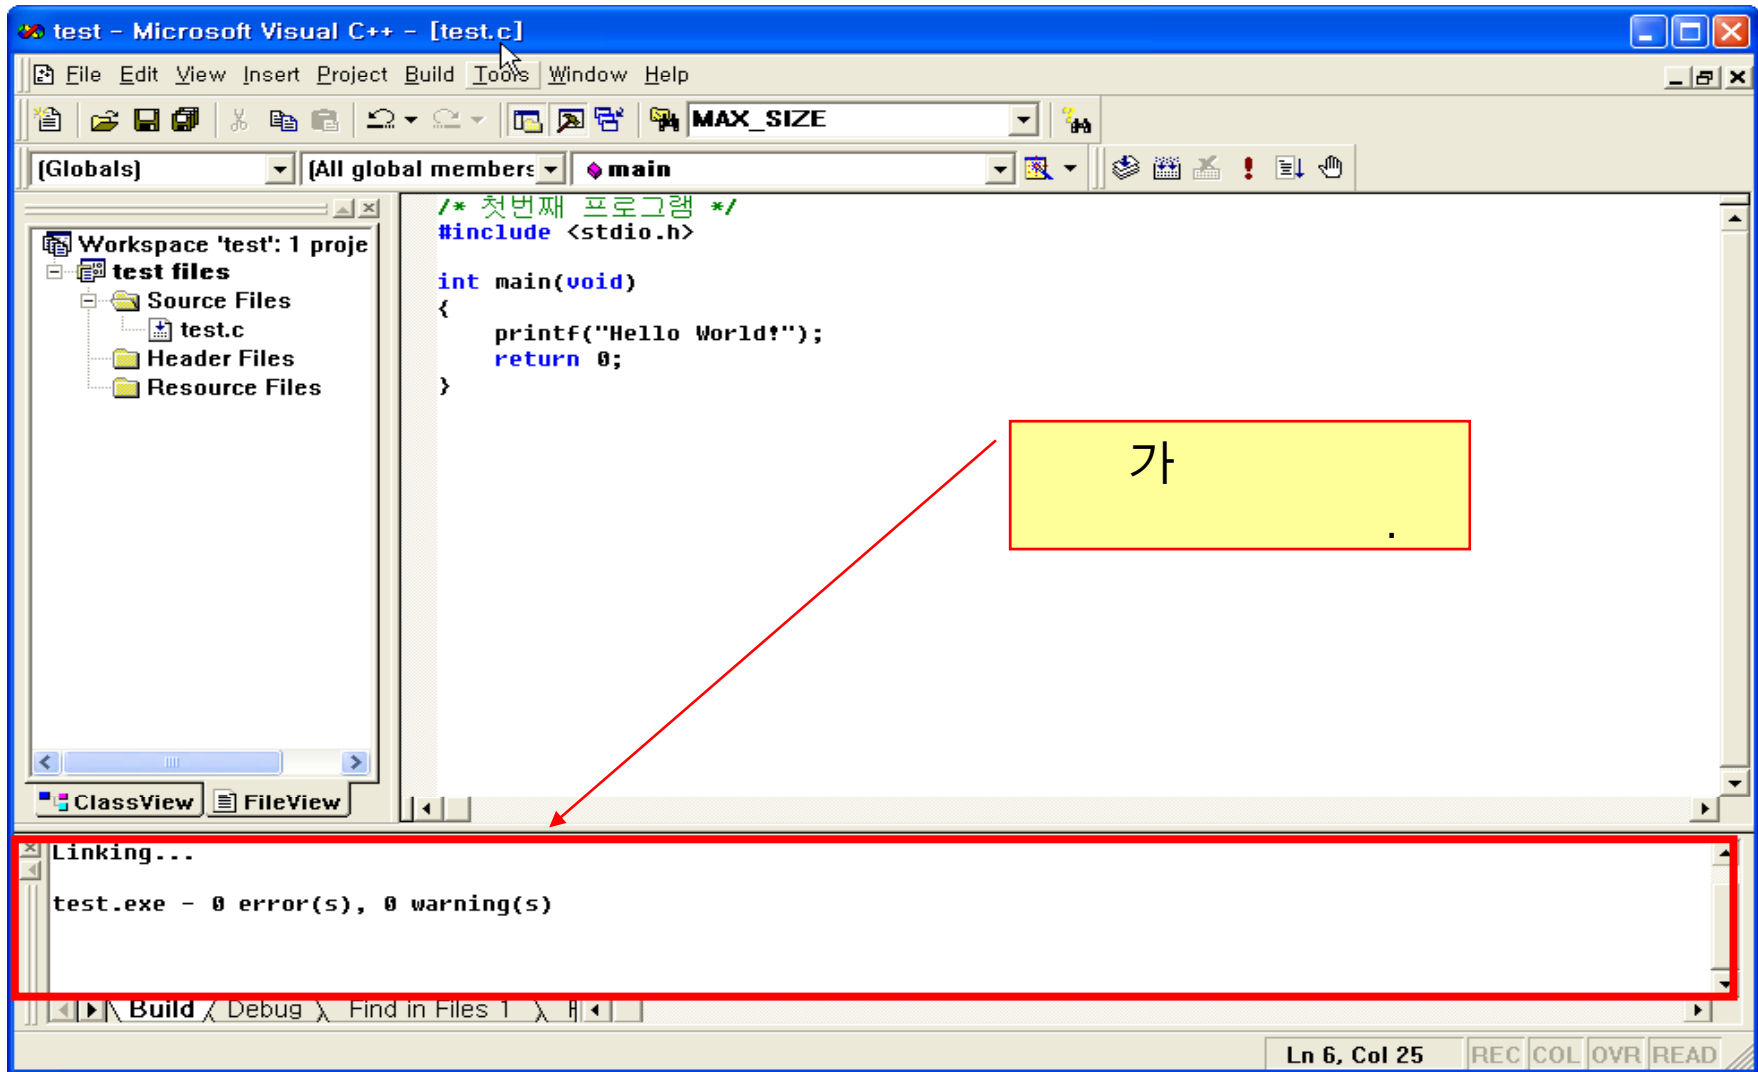 test - Microsoft Visual C++ - [test.c]
File Edit View Insert Project Build Tools Window Help
MAX_SIZE
(Globals)
(All global members
main
Workspace 'test': 1 proje
test files
Source Files
test.c
Header Files
Resource Files
ClassView
FileView
/* 첫번째 프로그램 */
#include <stdio.h>
int main(void)
{
printf("Hello World!");
return 0;
}
가
.
Linking...
test.exe - 0 error(s), 0 warning(s)
Build Debug Find in Files 1
Ln 6, Col 25
REC COL OVR READ